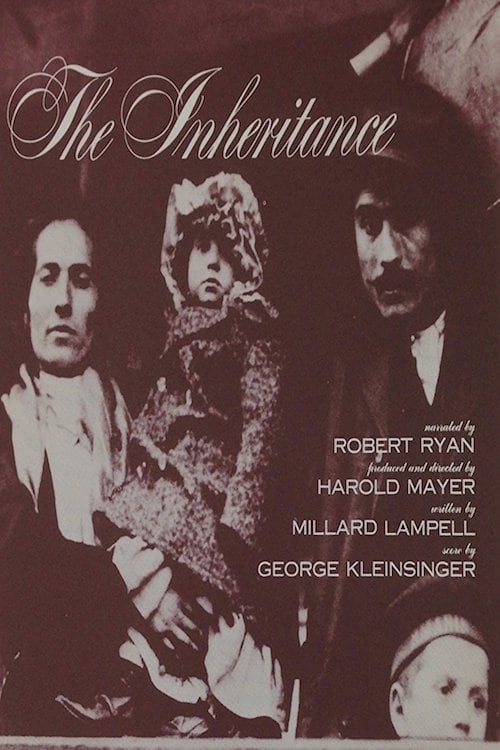 The Inheritance
narrated by
ROBERT RYAN
produced and directed by
HAROLD MAYER
written by
MILLARD LAMPELL
score by
GEORGE KLEINSINGER